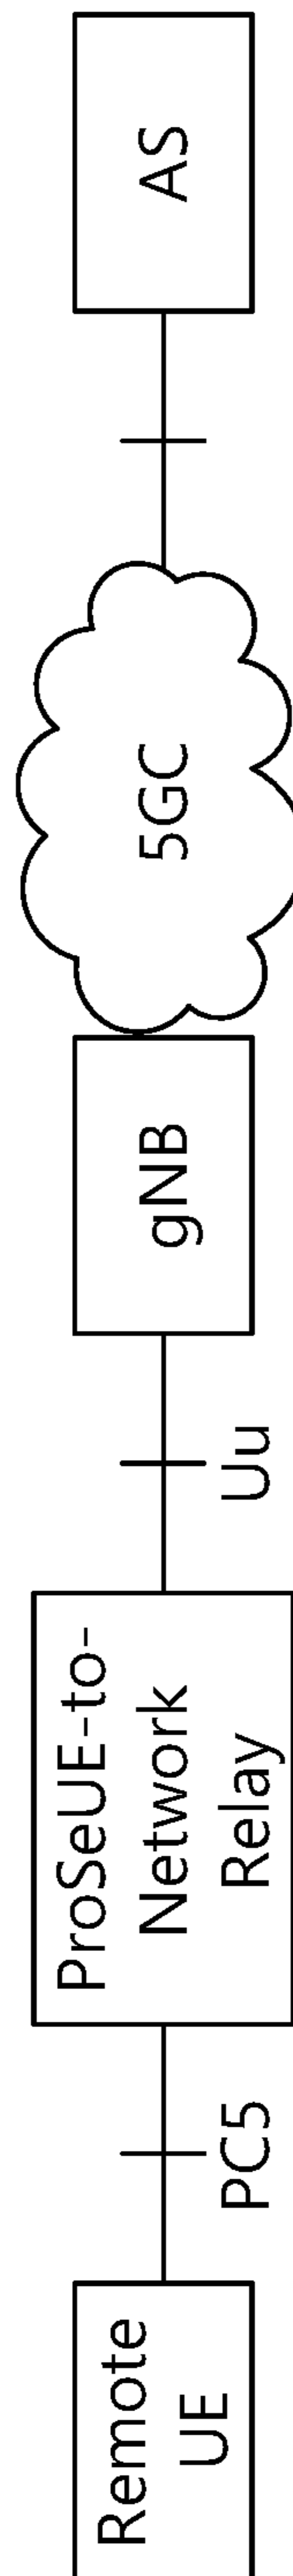 Remote
UE
PC5
ProSeUE-to-
Network
Relay
Uu
gNB
5GC
AS